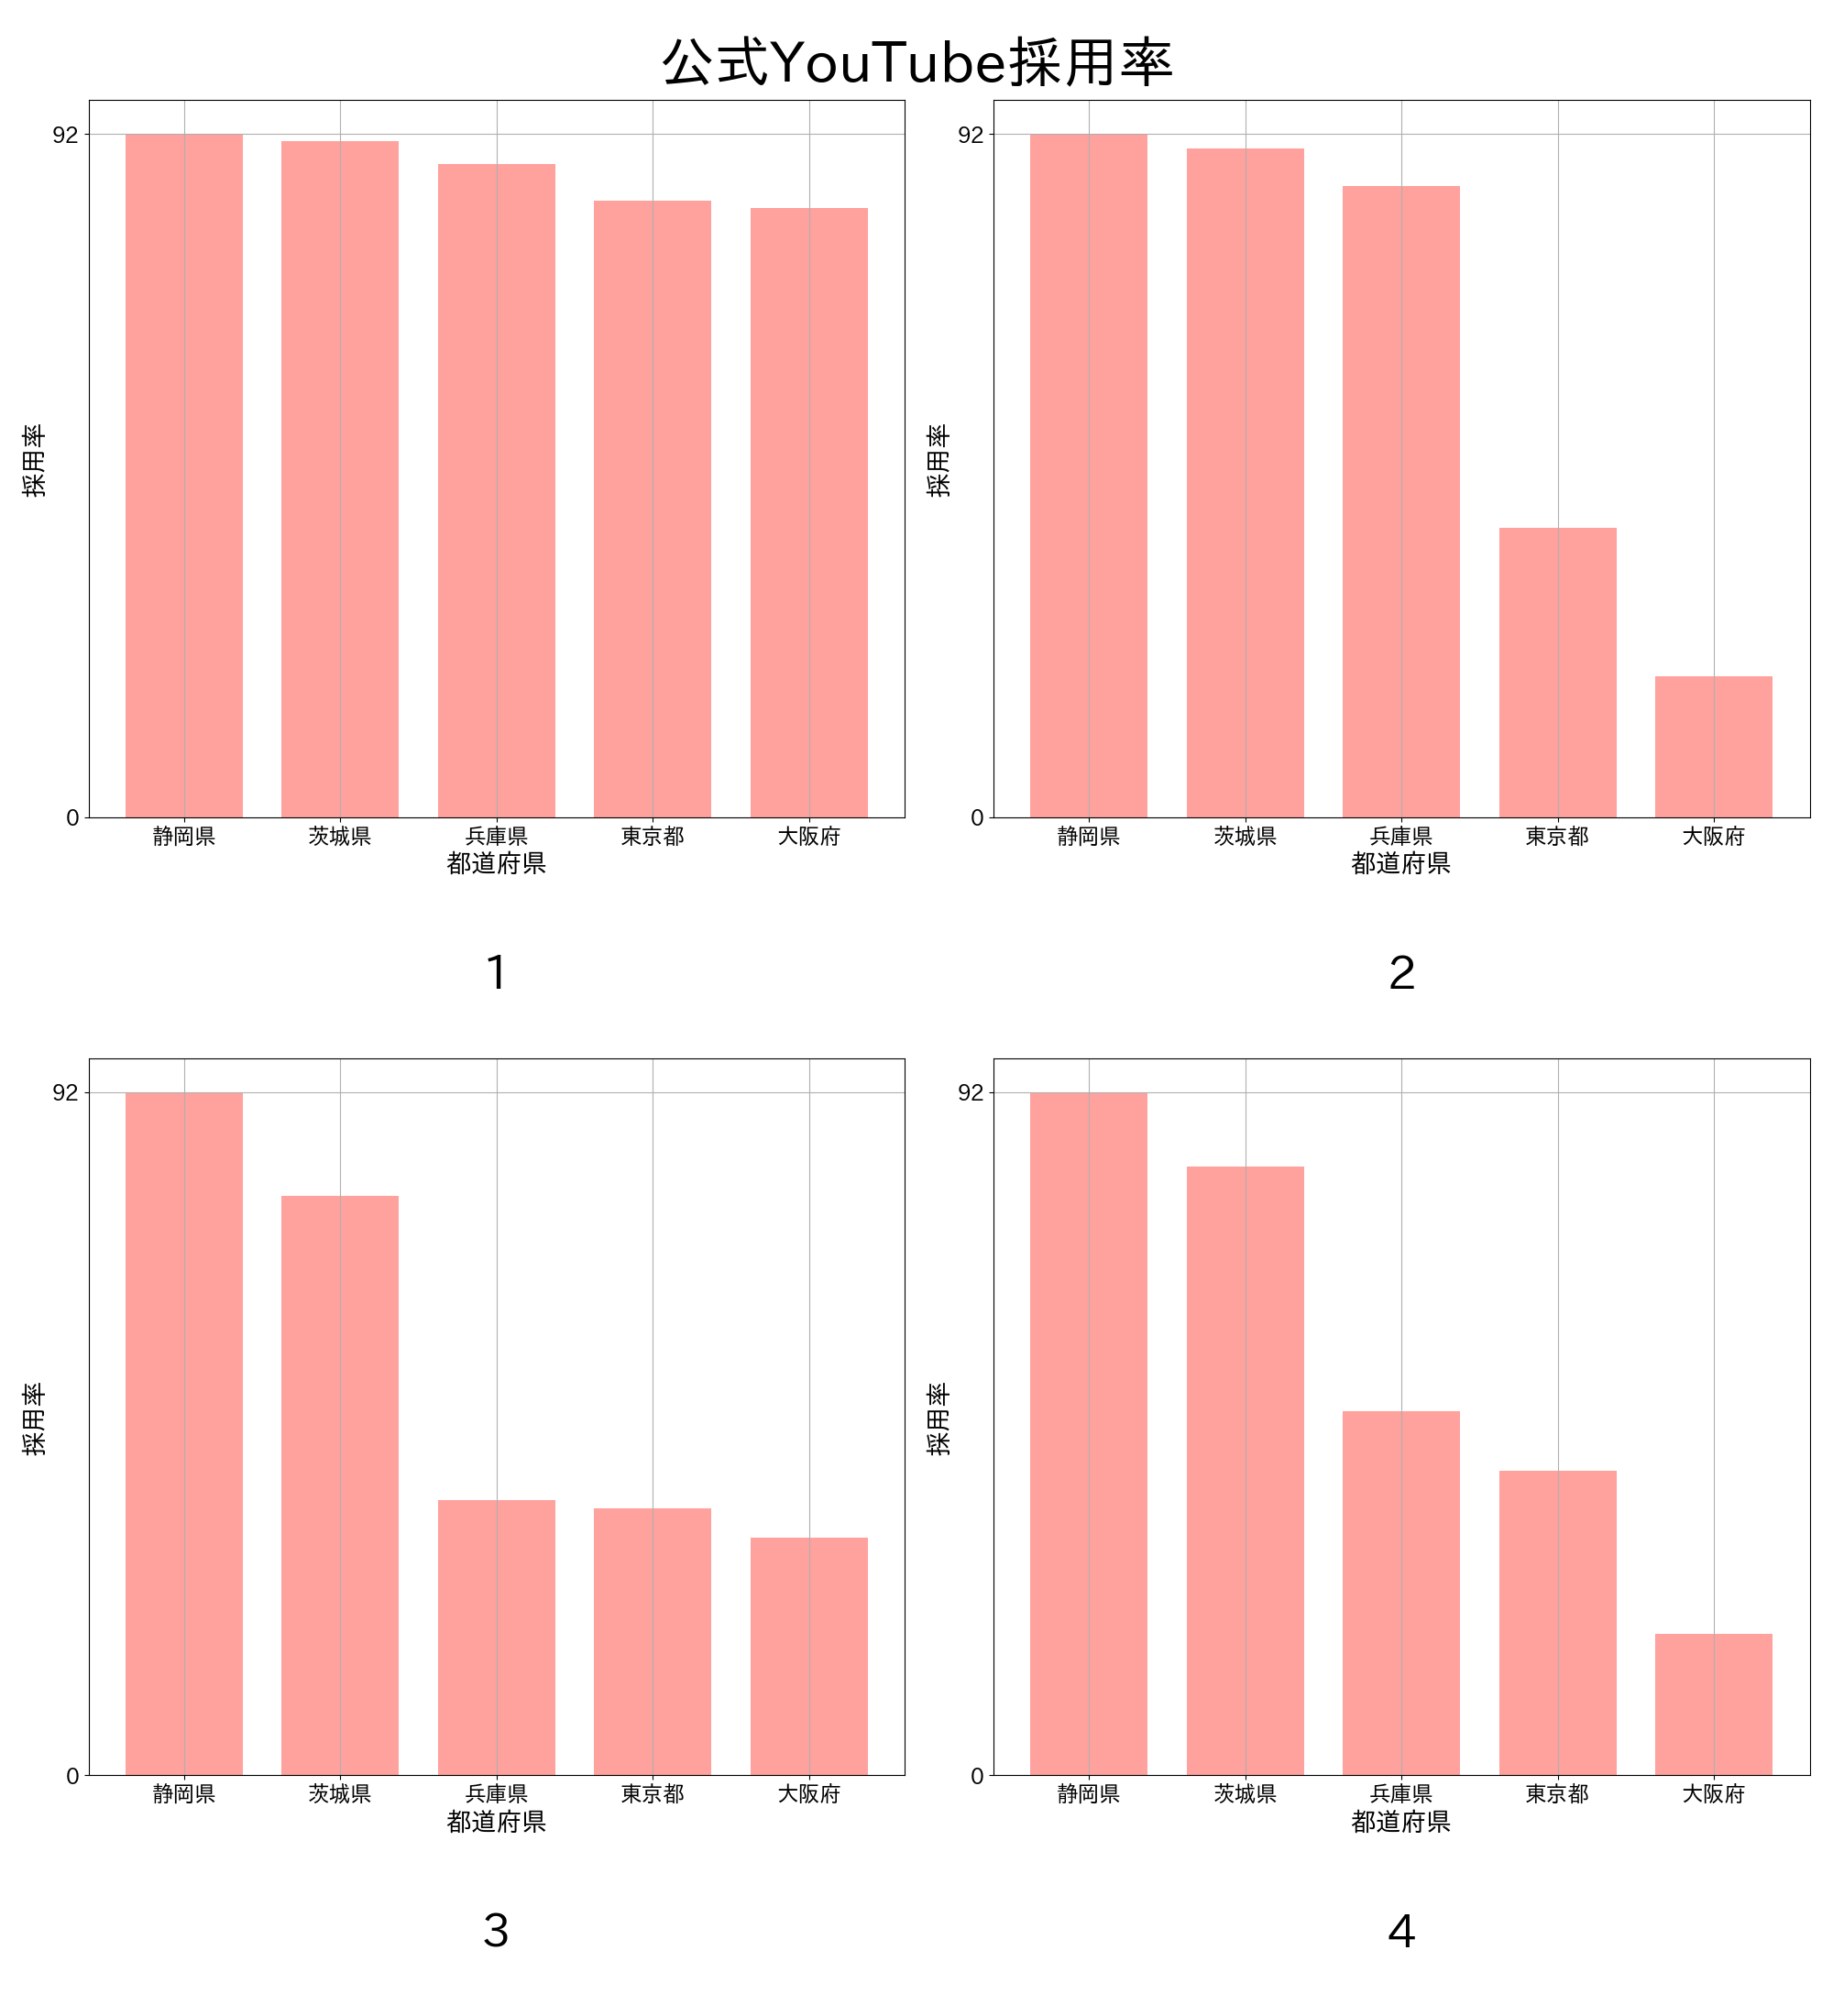 公式YouTube採用率
92
0
採用率
静岡県 茨城県 兵庫県 東京都 大阪府
都道府県
1
92
0
採用率
静岡県 茨城県 兵庫県 東京都 大阪府
都道府県
2
92
0
採用率
静岡県 茨城県 兵庫県 東京都 大阪府
都道府県
3
92
0
採用率
静岡県 茨城県 兵庫県 東京都 大阪府
都道府県
4